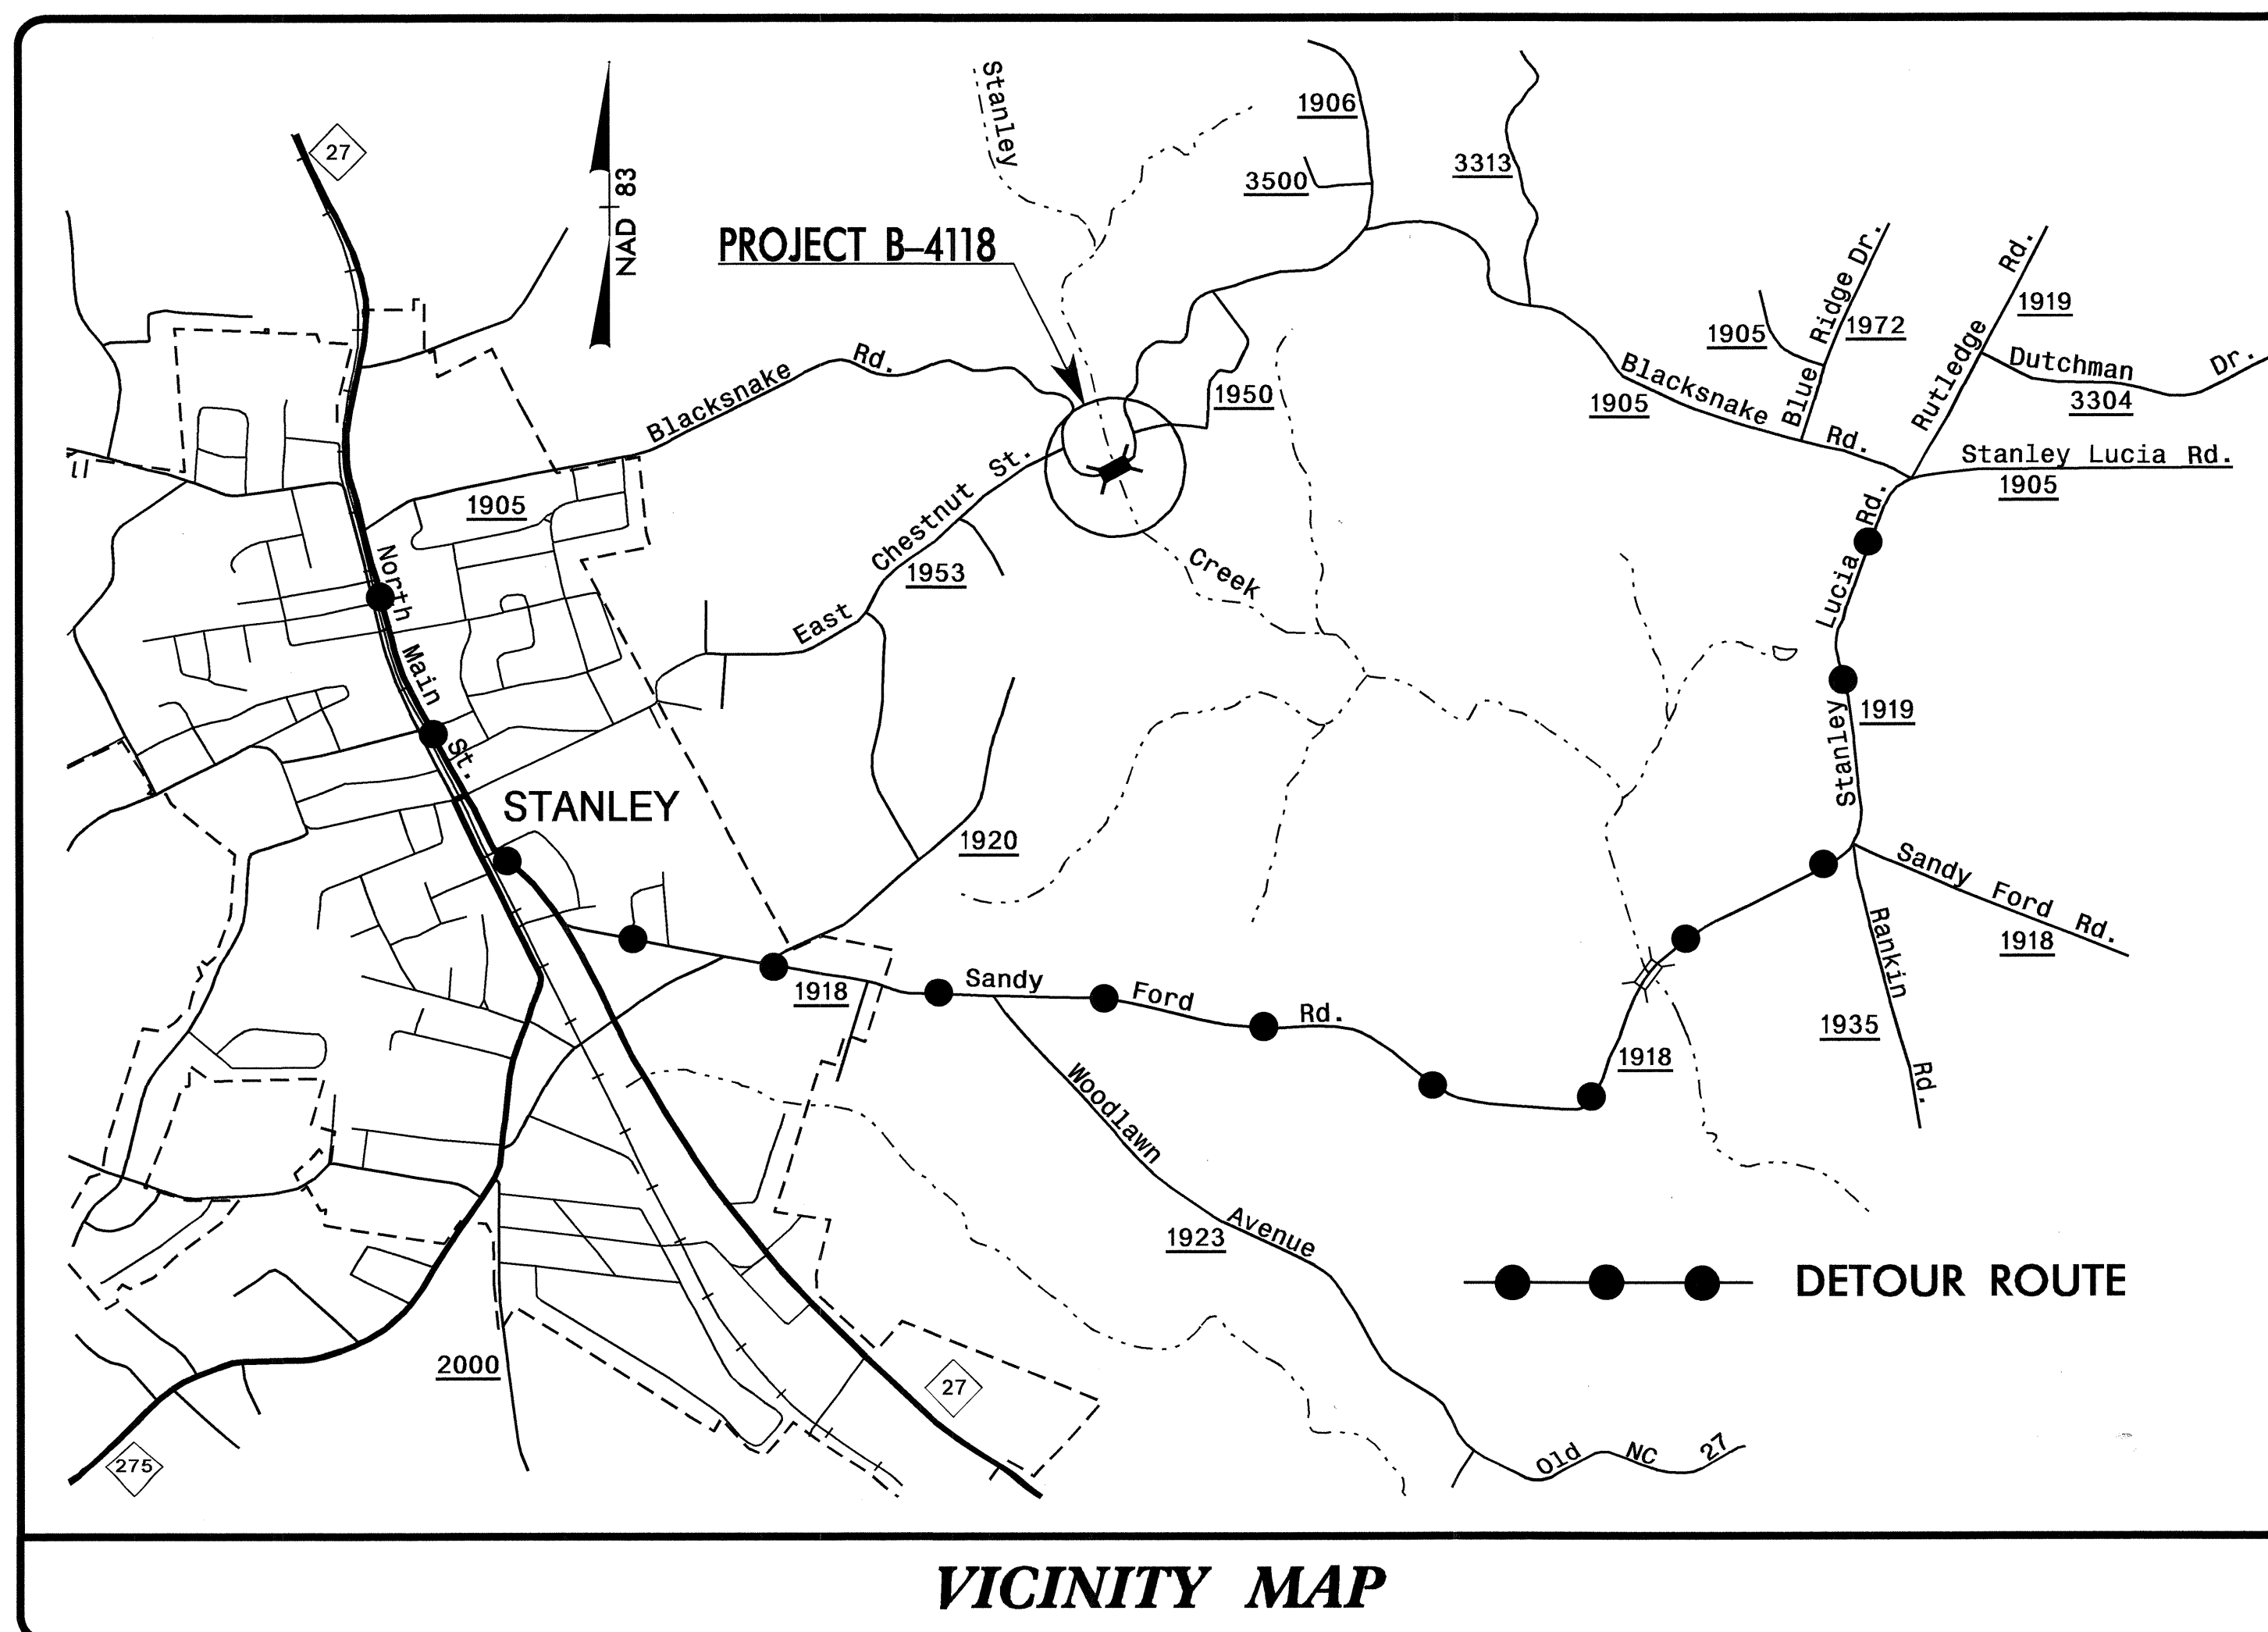 Stanley
1906
27
3313
3500
NAD 83
PROJECT B-4118
Blue Ridge Dr.
1972
1905
Rutledge Rd.
1919
Dutchman Dr.
3304
Blacksnake Rd.
1950
Blacksnake Rd.
1905
Stanley Lucia Rd.
1905
1905
East Chestnut St.
1953
Creek
North Main St.
Stanley Lucia Rd.
1919
STANLEY
1920
Sandy Ford Rd.
1918
Rankin Rd.
1935
1918
Sandy Ford Rd.
1918
Woodlawn Avenue
1923
DETOUR ROUTE
2000
27
275
Old NC 27
VICINITY MAP